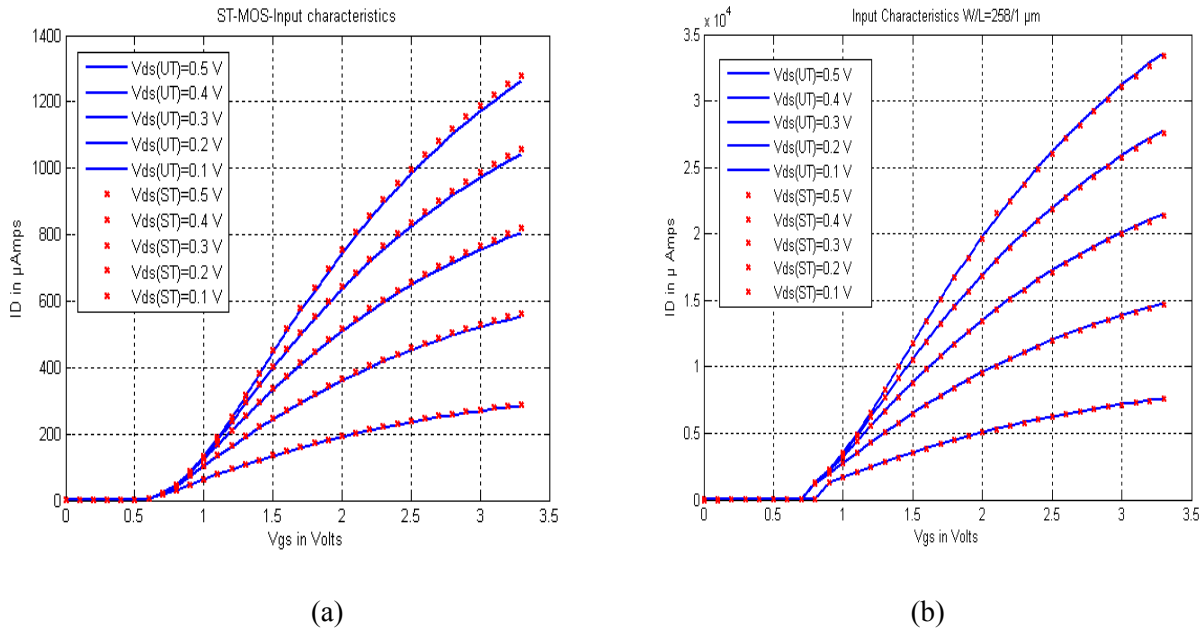 ST-MOS-Input characteristics
1400
1200
1000
800
600
400
200
0
ID in µAmps
Vds(UT)=0.5 V
Vds(UT)=0.4 V
Vds(UT)=0.3 V
Vds(UT)=0.2 V
Vds(UT)=0.1 V
Vds(ST)=0.5 V
Vds(ST)=0.4 V
Vds(ST)=0.3 V
Vds(ST)=0.2 V
Vds(ST)=0.1 V
0 0.5 1 1.5 2 2.5 3 3.5
Vgs in Volts
(a)
Input Characteristics W/L=258/1 µm
x 10^4
3.5
3
2.5
2
1.5
1
0.5
0
ID in µ Amps
Vds(UT)=0.5 V
Vds(UT)=0.4 V
Vds(UT)=0.3 V
Vds(UT)=0.2 V
Vds(UT)=0.1 V
Vds(ST)=0.5 V
Vds(ST)=0.4 V
Vds(ST)=0.3 V
Vds(ST)=0.2 V
Vds(ST)=0.1 V
0 0.5 1 1.5 2 2.5 3 3.5
Vgs in Volts
(b)